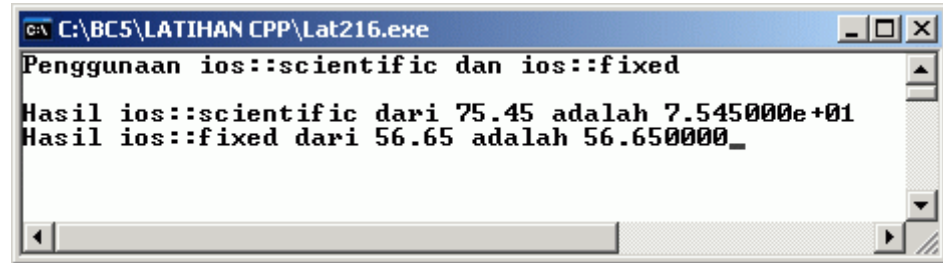 C:\BC5\LATIHAN CPP\Lat216.exe
Penggunaan ios::scientific dan ios::fixed
Hasil ios::scientific dari 75.45 adalah 7.545000e+01
Hasil ios::fixed dari 56.65 adalah 56.650000_